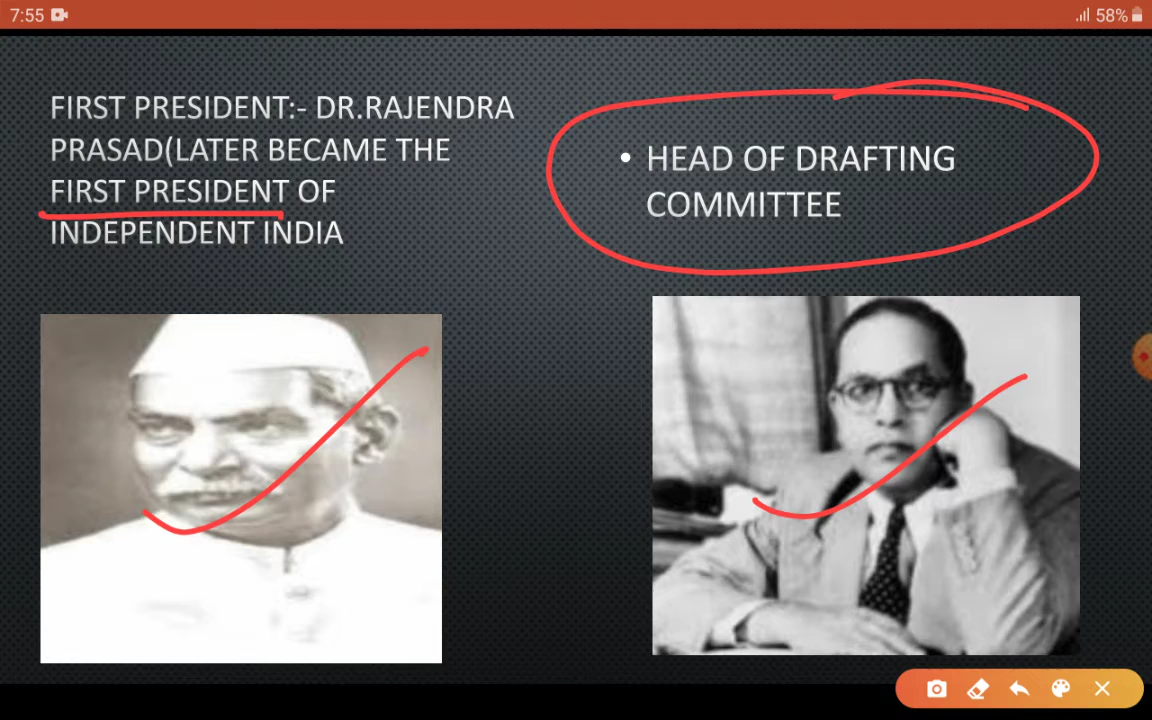 7:55
58%
FIRST PRESIDENT:- DR.RAJENDRA
PRASAD(LATER BECAME THE
FIRST PRESIDENT OF
INDEPENDENT INDIA
• HEAD OF DRAFTING
COMMITTEE